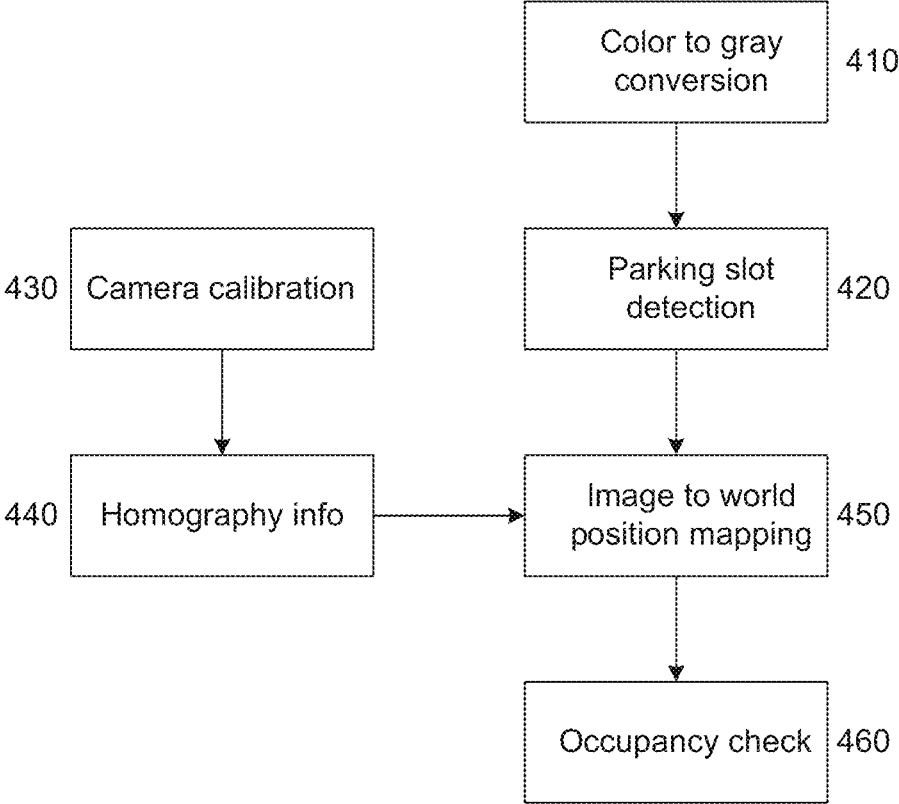 Color to gray
conversion
410
Parking slot
detection
420
430
Camera calibration
440
Homography info
Image to world
position mapping
450
Occupancy check
460